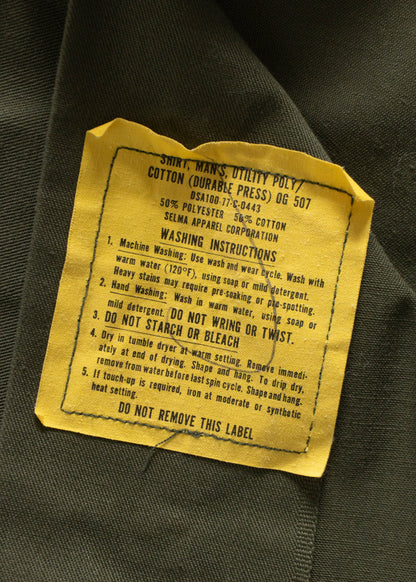 SHIRT, MAN'S, UTILITY POLY/
COTTON (DURABLE PRESS) OG 507
DSA100-77-C-0443
50% POLYESTER 50% COTTON
SELMA APPAREL CORPORATION
WASHING INSTRUCTIONS
1. Machine Washing: Use wash and wear cycle. Wash with
warm water (120°F), using soap or mild detergent.
Heavy stains may require pre-soaking or pre-spotting.
2. Hand Washing: Wash in warm water, using soap or
mild detergent. DO NOT WRING OR TWIST.
3. DO NOT STARCH OR BLEACH
4. Dry in tumble dryer at warm setting. Remove immedi-
ately at end of drying. Shape and hang. To drip dry,
remove from water before last spin cycle. Shape and hang.
5. If touch-up is required, iron at moderate or synthetic
heat setting.
DO NOT REMOVE THIS LABEL